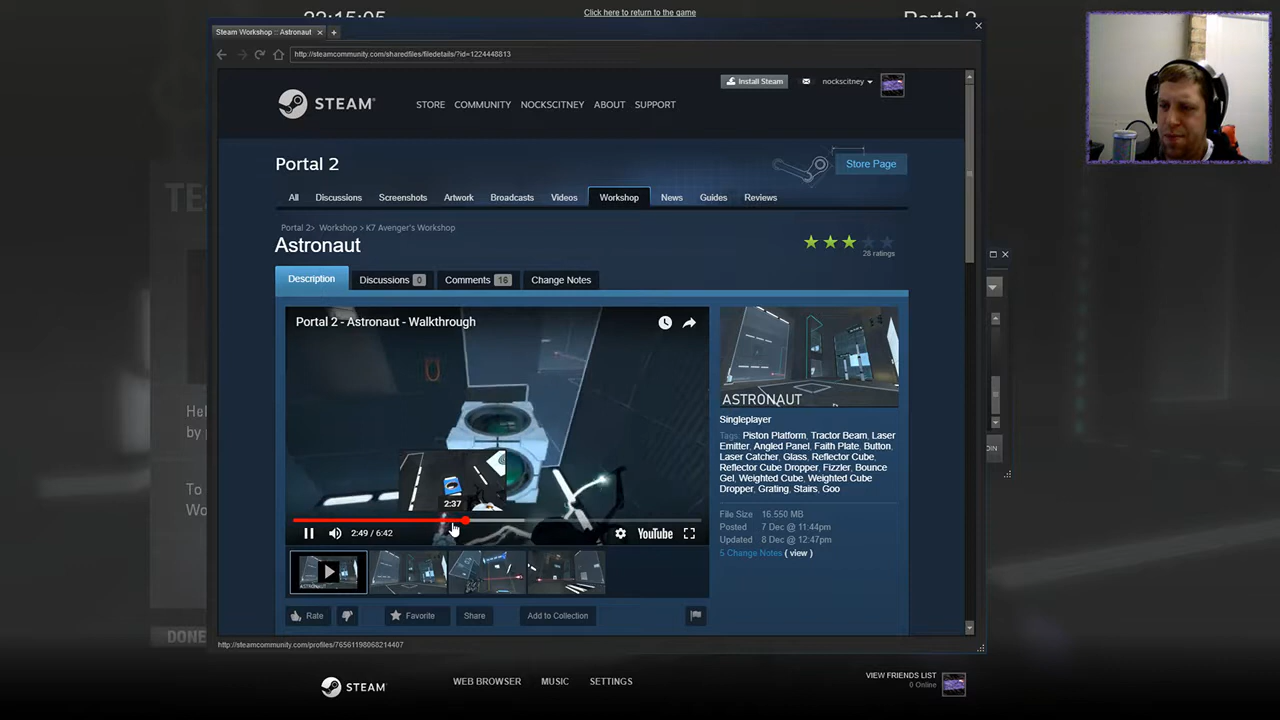 22:15:05
Click here to return to the game
Portal 2
Steam Workshop :: Astronaut
http://steamcommunity.com/sharedfiles/filedetails/?id=1224448813
Install Steam
nockscitney
STEAM
STORE COMMUNITY NOCKSCITNEY ABOUT SUPPORT
Portal 2
Store Page
All Discussions Screenshots Artwork Broadcasts Videos Workshop News Guides Reviews
Portal 2 > Workshop > K7 Avenger's Workshop
Astronaut
28 ratings
Description Discussions 0 Comments 16 Change Notes
Portal 2 - Astronaut - Walkthrough
2:37
2:49 / 6:42
YouTube
ASTRONAUT
Singleplayer
Tags: Piston Platform, Tractor Beam, Laser
Emitter, Angled Panel, Faith Plate, Button,
Laser Catcher, Glass, Reflector Cube,
Reflector Cube Dropper, Fizzler, Bounce
Gel, Weighted Cube, Weighted Cube
Dropper, Grating, Stairs, Goo
File Size 16.550 MB
Posted 7 Dec @ 11:44pm
Updated 8 Dec @ 12:47pm
5 Change Notes ( view )
Rate Favorite Share Add to Collection
http://steamcommunity.com/profiles/76561198068214407
DONE
STEAM
WEB BROWSER MUSIC SETTINGS
VIEW FRIENDS LIST
0 Online